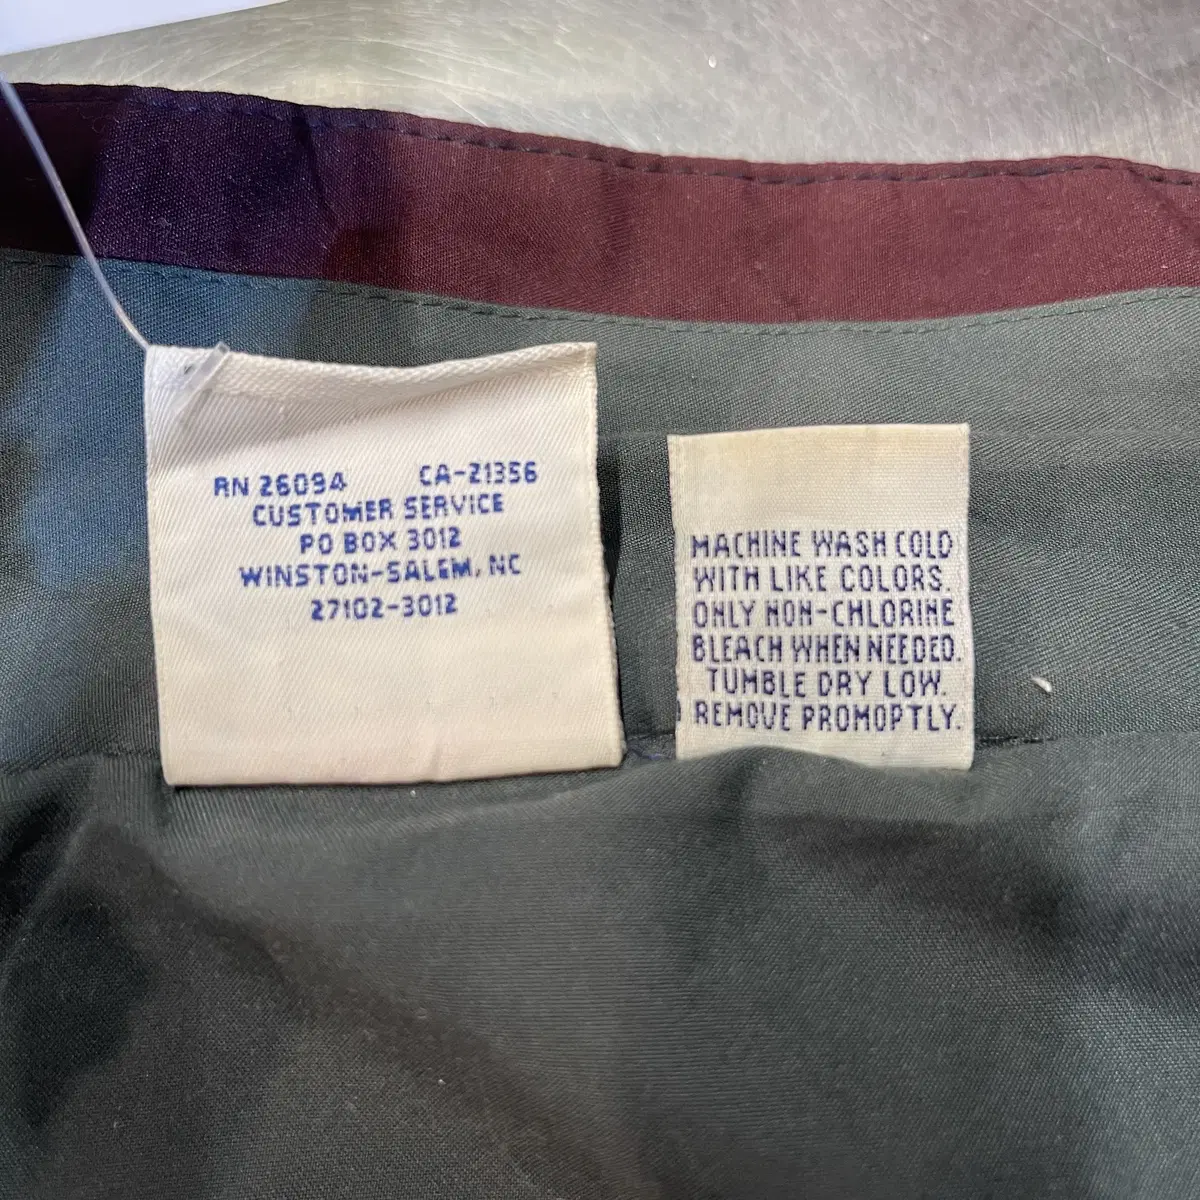 RN 26094 CA-21356
CUSTOMER SERVICE
PO BOX 3012
WINSTON-SALEM, NC
27102-3012
MACHINE WASH COLD
WITH LIKE COLORS.
ONLY NON-CHLORINE
BLEACH WHEN NEEDED.
TUMBLE DRY LOW.
REMOVE PROMOPTLY.